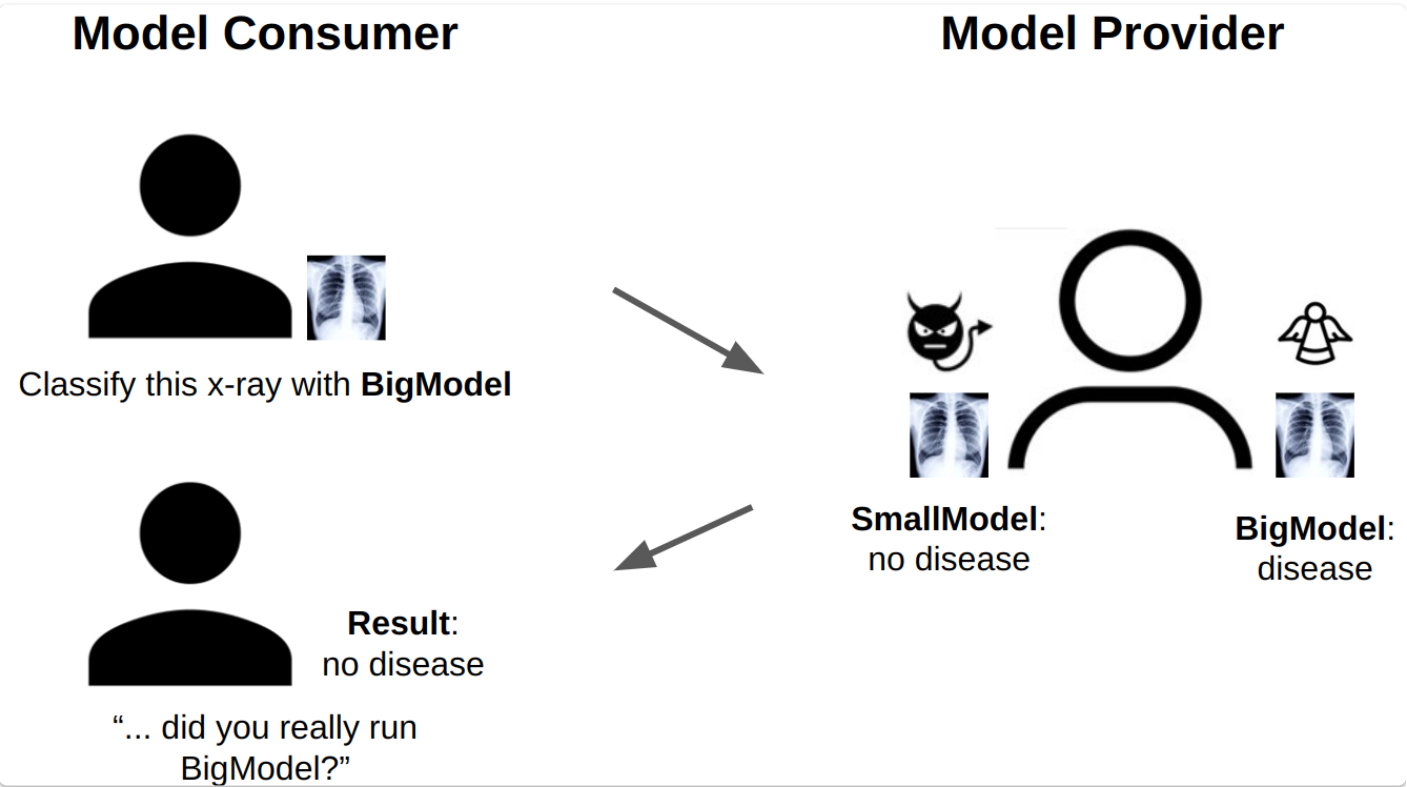 Model Consumer
Model Provider
Classify this x-ray with BigModel
SmallModel:
no disease
BigModel:
disease
Result:
no disease
“... did you really run
BigModel?”